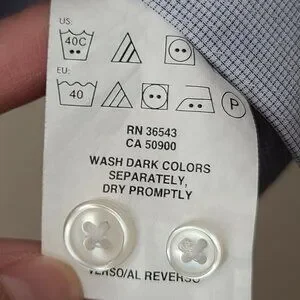 US:
40C
EU:
40
P
RN 36543
CA 50900
WASH DARK COLORS
SEPARATELY,
DRY PROMPTLY
VERSO/AL REVERSO